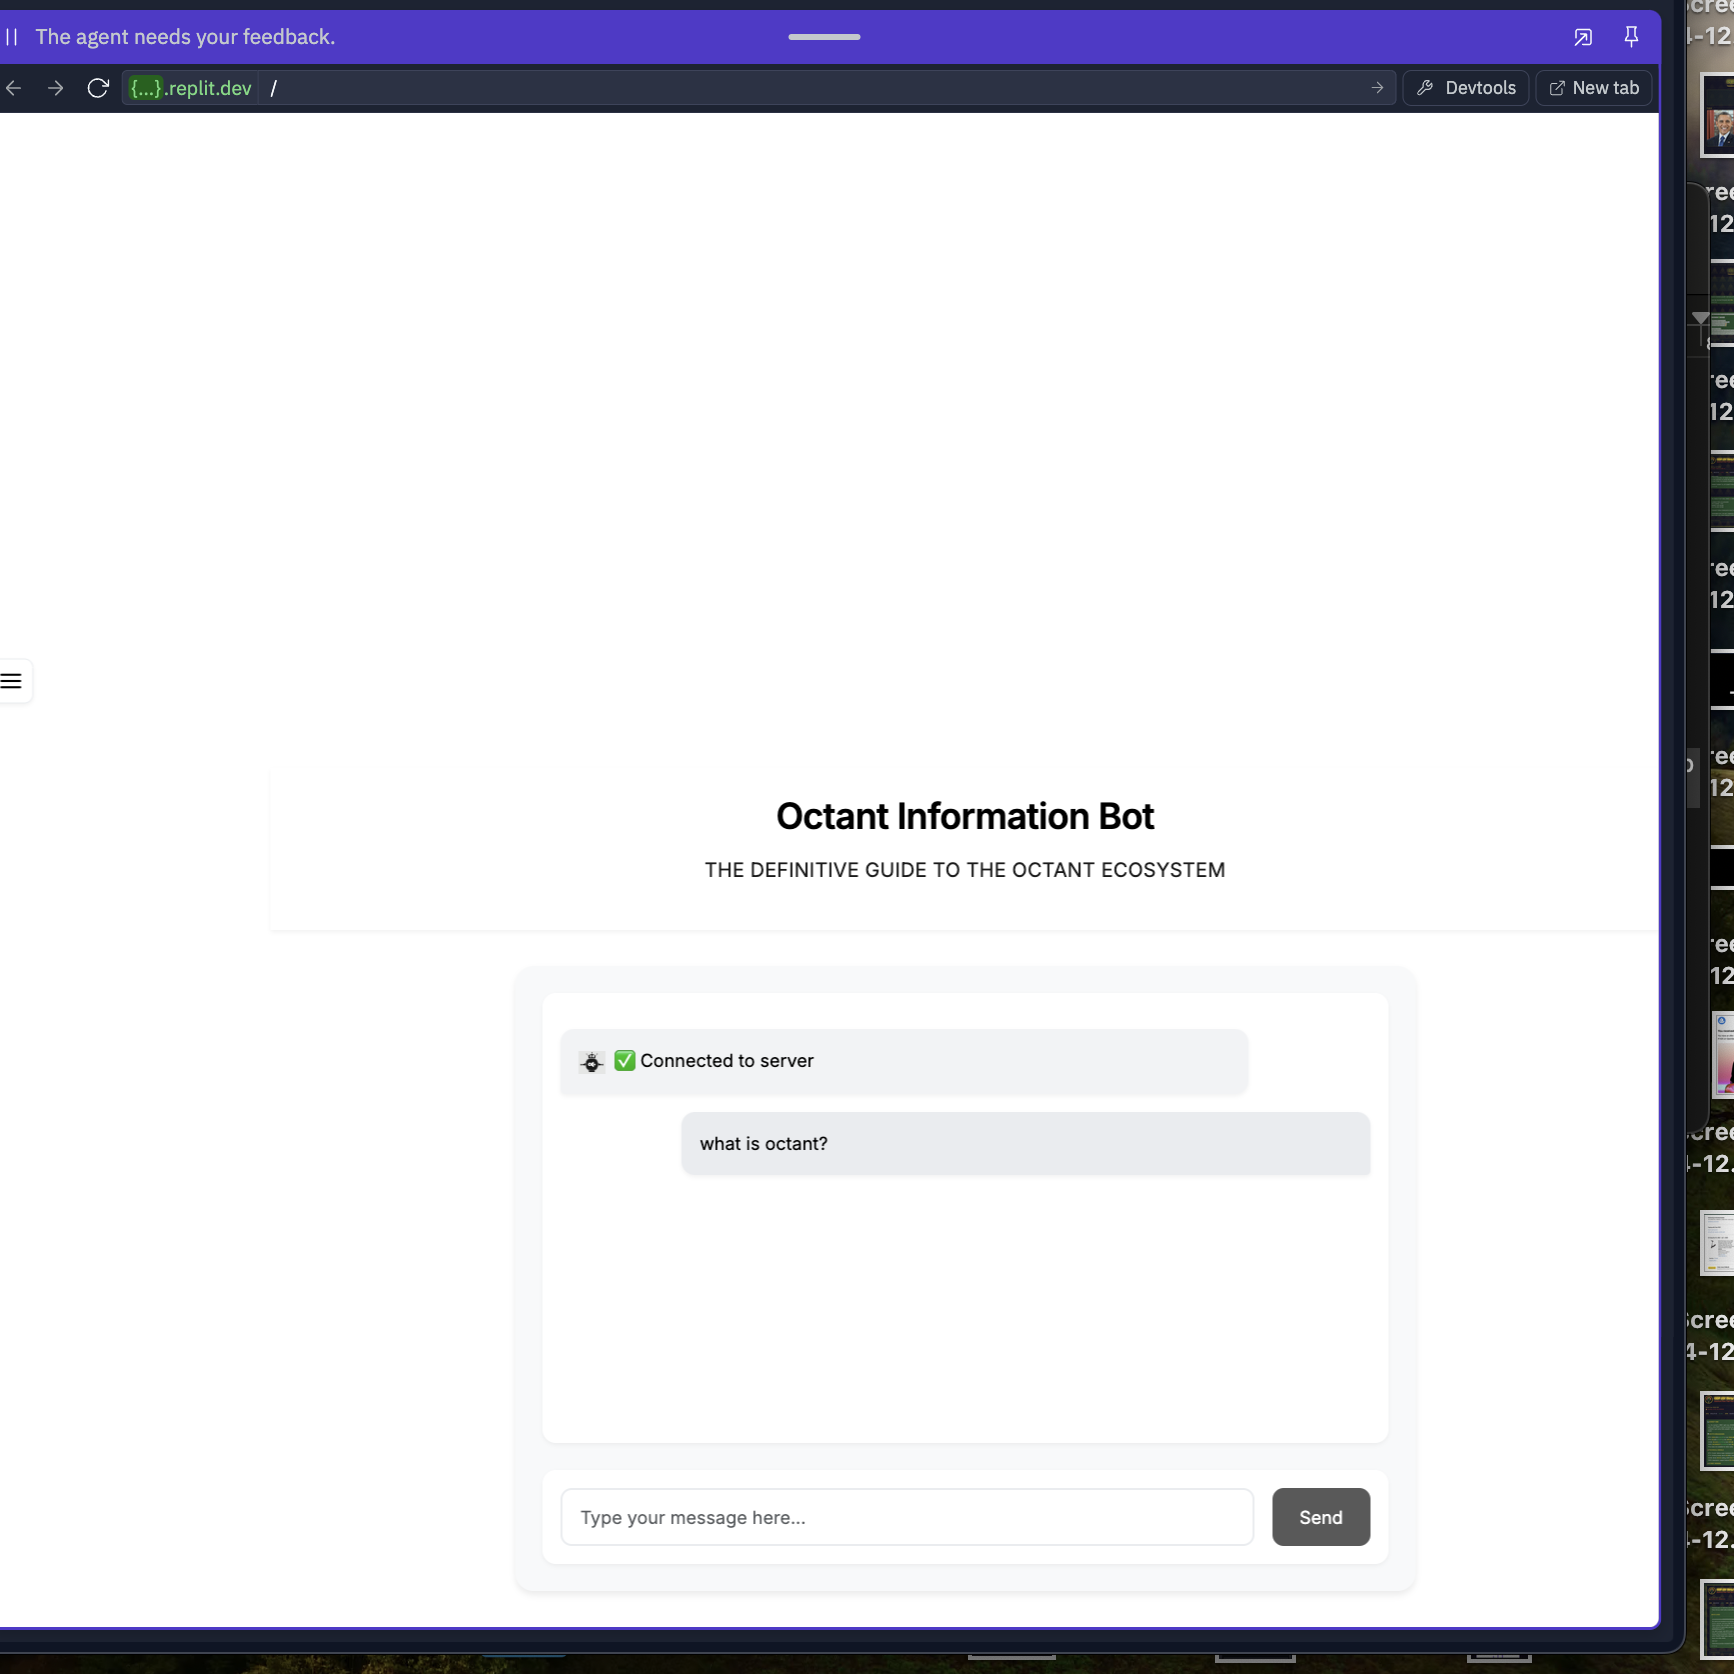 The agent needs your feedback.
{...}.replit.dev /
Devtools
New tab
Octant Information Bot
THE DEFINITIVE GUIDE TO THE OCTANT ECOSYSTEM
✅ Connected to server
what is octant?
Type your message here...
Send